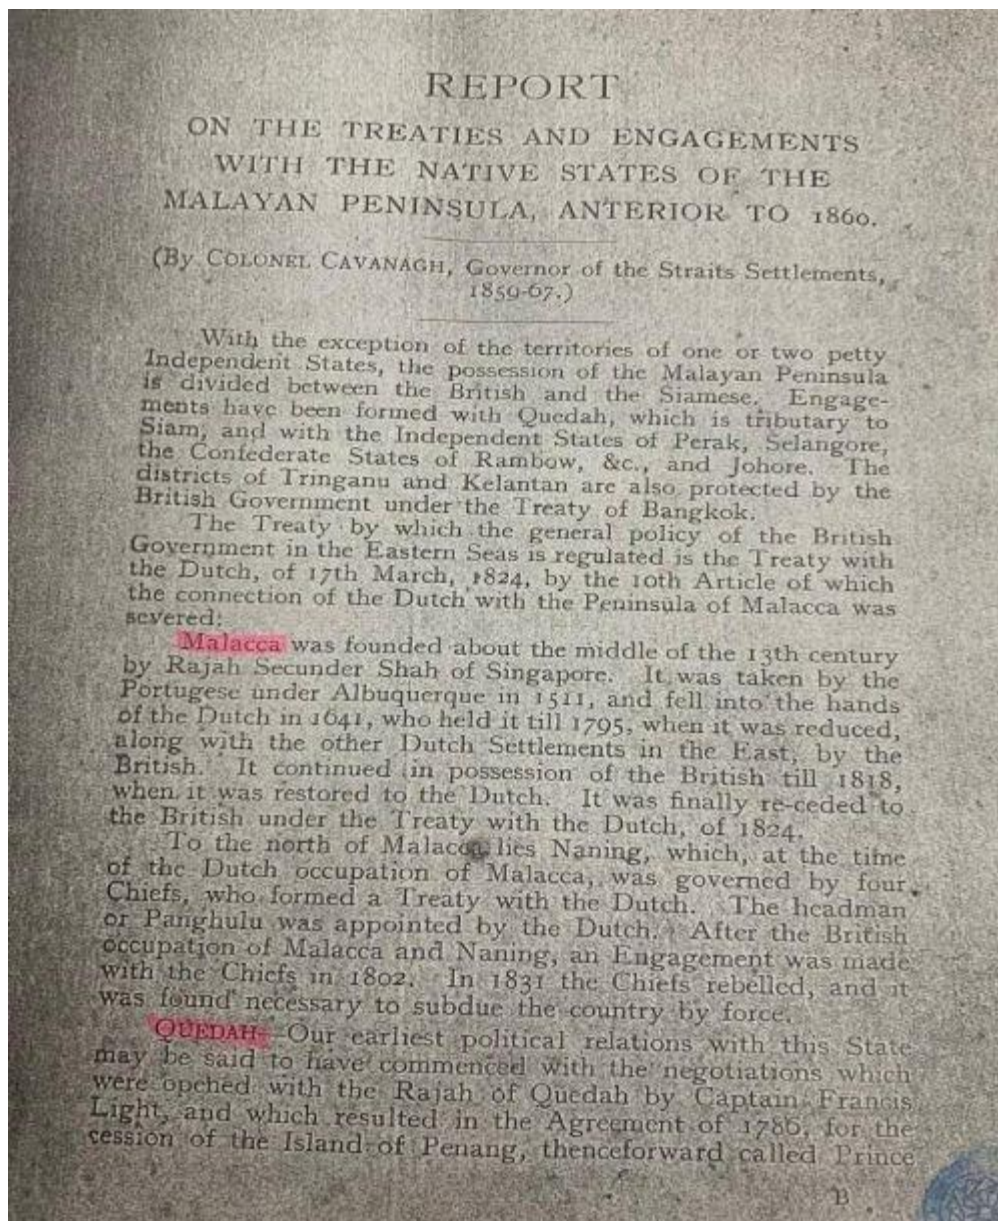 REPORT
ON THE TREATIES AND ENGAGEMENTS
WITH THE NATIVE STATES OF THE
MALAYAN PENINSULA, ANTERIOR TO 1860.
(By COLONEL CAVANAGH, Governor of the Straits Settlements,
1859-67.)
With the exception of the territories of one or two petty
Independent States, the possession of the Malayan Peninsula
is divided between the British and the Siamese. Engage-
ments have been formed with Quedah, which is tributary to
Siam, and with the Independent States of Perak, Selangore,
the Confederate States of Rambow, &c., and Johore. The
districts of Tringanu and Kelantan are also protected by the
British Government under the Treaty of Bangkok.
The Treaty by which the general policy of the British
Government in the Eastern Seas is regulated is the Treaty with
the Dutch, of 17th March, 1824, by the 10th Article of which
the connection of the Dutch with the Peninsula of Malacca was
severed:
Malacca was founded about the middle of the 13th century
by Rajah Secunder Shah of Singapore. It was taken by the
Portugese under Albuquerque in 1511, and fell into the hands
of the Dutch in 1641, who held it till 1795, when it was reduced,
along with the other Dutch Settlements in the East, by the
British. It continued in possession of the British till 1818,
when it was restored to the Dutch. It was finally re-ceded to
the British under the Treaty with the Dutch, of 1824.
To the north of Malacca lies Naning, which, at the time
of the Dutch occupation of Malacca, was governed by four
Chiefs, who formed a Treaty with the Dutch. The headman
or Panghulu was appointed by the Dutch. After the British
occupation of Malacca and Naning, an Engagement was made
with the Chiefs in 1802. In 1831 the Chiefs rebelled, and it
was found necessary to subdue the country by force.
QUEDAH—Our earliest political relations with this State
may be said to have commenced with the negotiations which
were opened with the Rajah of Quedah by Captain Francis
Light, and which resulted in the Agreement of 1786, for the
cession of the Island of Penang, thenceforward called Prince
B